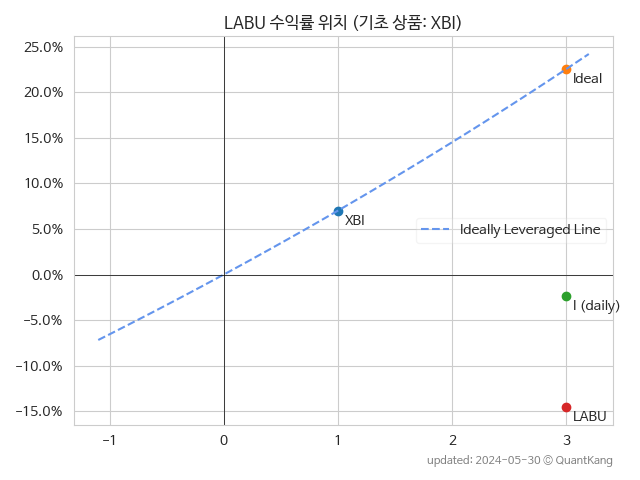 LABU 수익률 위치 (기초 상품: XBI)
25.0%
20.0%
15.0%
10.0%
5.0%
0.0%
−5.0%
−10.0%
−15.0%
Ideal
XBI
Ideally Leveraged Line
I (daily)
LABU
−1
0
1
2
3
updated: 2024-05-30 © QuantKang